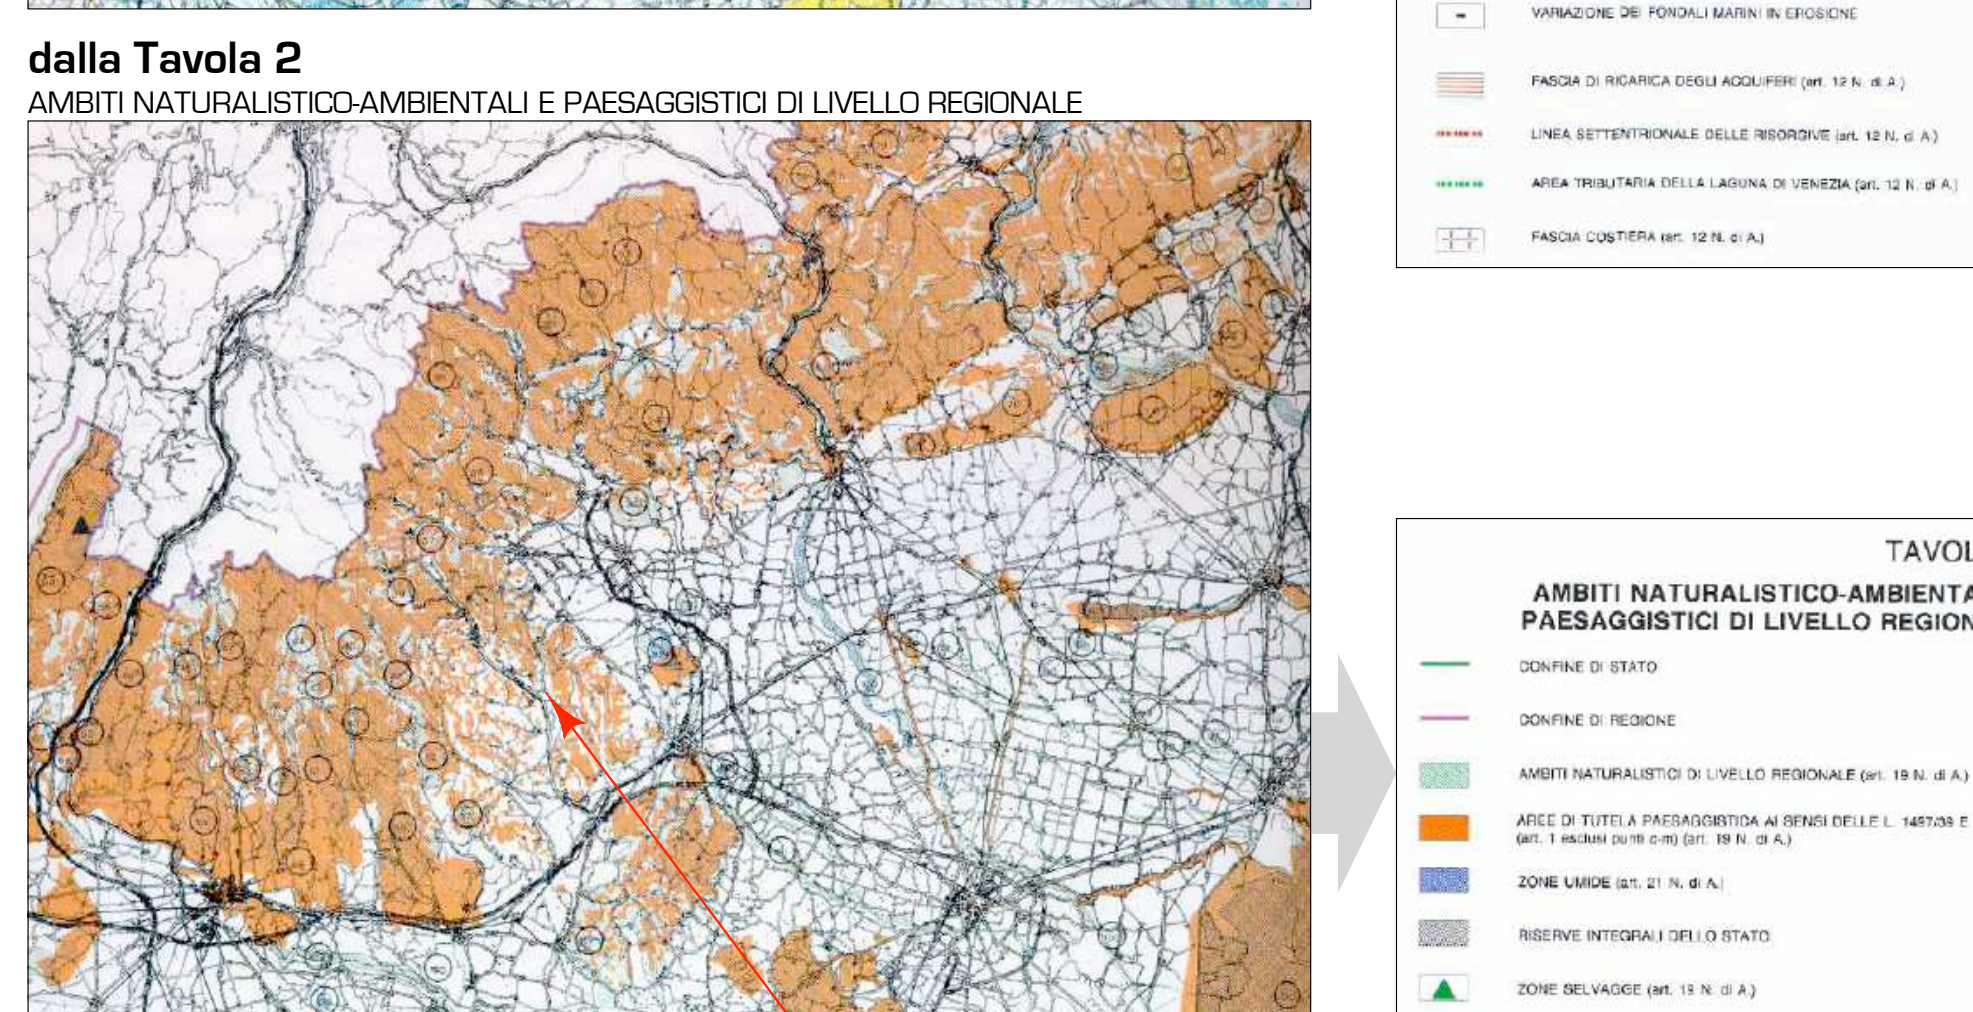 dalla Tavola 2
AMBITI NATURALISTICO-AMBIENTALI E PAESAGGISTICI DI LIVELLO REGIONALE
VARIAZIONE DEI FONDALI MARINI IN EROSIONE
FASCIA DI RICARICA DEGLI ACQUIFERI (art. 12 N. di A.)
LINEA SETTENTRIONALE DELLE RISORGIVE (art. 12 N. di A.)
AREA TRIBUTARIA DELLA LAGUNA DI VENEZIA (art. 12 N. di A.)
FASCIA COSTIERA (art. 12 N. di A.)
TAVOL
AMBITI NATURALISTICO-AMBIENTA
PAESAGGISTICI DI LIVELLO REGION
CONFINE DI STATO
CONFINE DI REGIONE
AMBITI NATURALISTICI DI LIVELLO REGIONALE (art. 19 N. di A.)
AREE DI TUTELA PAESAGGISTICA AI SENSI DELLE L. 1497/39 E
(art. 1 esclusi punti c-m) (art. 19 N. di A.)
ZONE UMIDE (art. 21 N. di A.)
RISERVE INTEGRALI DELLO STATO
ZONE SELVAGGE (art. 19 N. di A.)